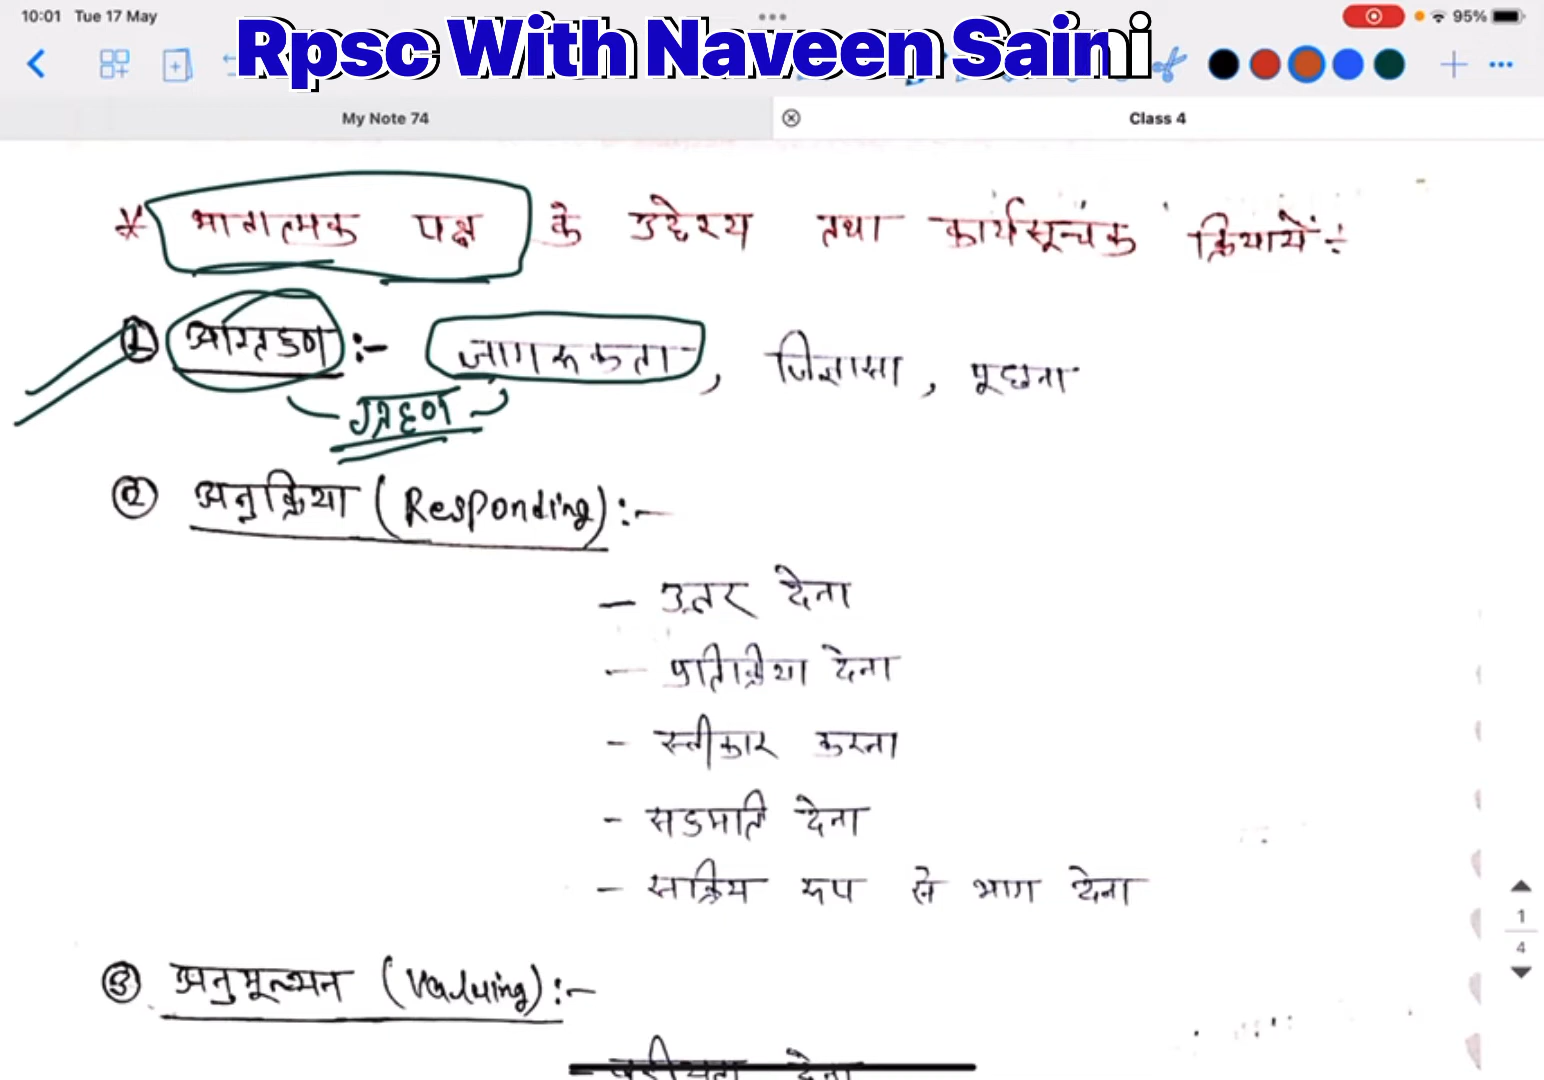 10:01 Tue 17 May
95%
Rpsc With Naveen Saini
My Note 74
Class 4
* भावात्मक पक्ष के उद्देश्य तथा कार्यसूचक क्रियायें ÷
① आग्रहण :- जागरूकता, जिज्ञासा, पूछना
ग्रहण
② अनुक्रिया (Responding) :-
- उत्तर देना
- प्रतिक्रिया देना
- स्वीकार करना
- सहमति देना
- सक्रिय रूप से भाग देना
1
4
③ अनुमूल्यन (Valuing) :-
- वरीयता देना